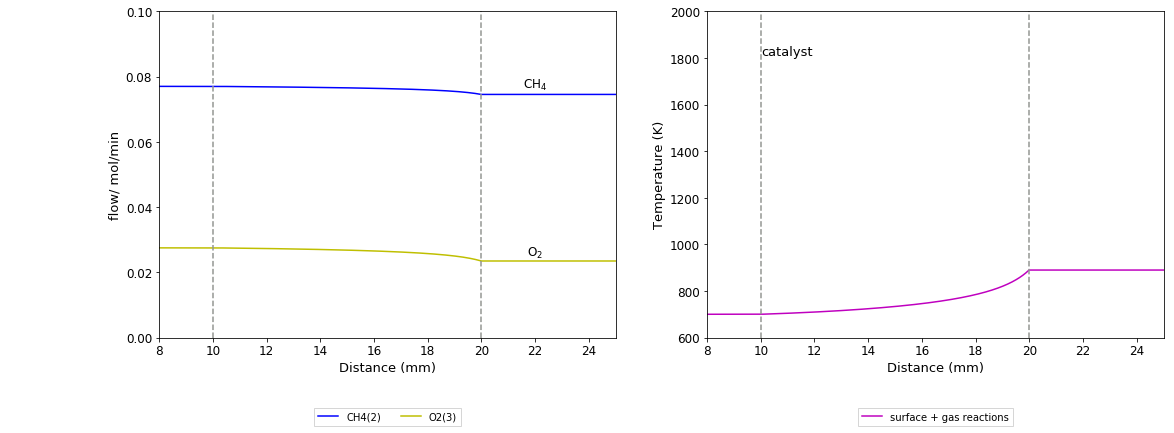 0.10
0.08
0.06
0.04
0.02
0.00
flow/ mol/min
CH4
O2
8 10 12 14 16 18 20 22 24
Distance (mm)
CH4(2) O2(3)
2000
1800
1600
1400
1200
1000
800
600
Temperature (K)
catalyst
8 10 12 14 16 18 20 22 24
Distance (mm)
surface + gas reactions